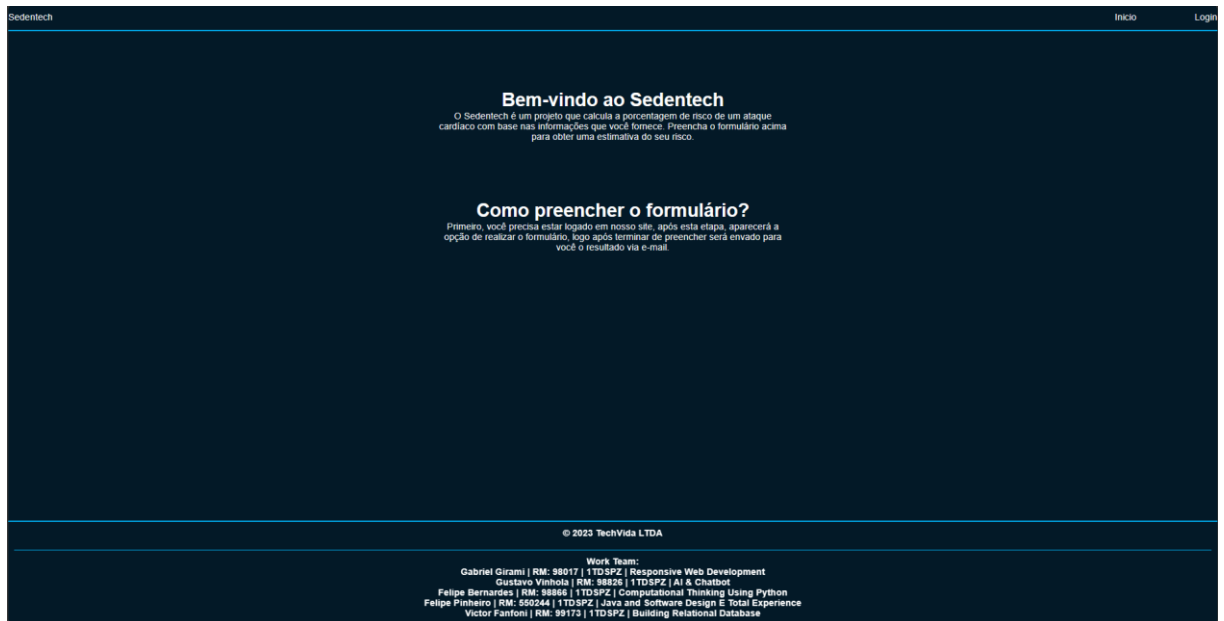 Sedentech
Inicio
Login
Bem-vindo ao Sedentech
O Sedentech é um projeto que calcula a porcentagem de risco de um ataque
cardíaco com base nas informações que você fornece. Preencha o formulário acima
para obter uma estimativa do seu risco.
Como preencher o formulário?
Primeiro, você precisa estar logado em nosso site, após esta etapa, aparecerá a
opção de realizar o formulário, logo após terminar de preencher será envado para
você o resultado via e-mail.
© 2023 TechVida LTDA
Work Team:
Gabriel Girami | RM: 98017 | 1TDSPZ | Responsive Web Development
Gustavo Vinhola | RM: 98826 | 1TDSPZ | AI & Chatbot
Felipe Bernardes | RM: 98866 | 1TDSPZ | Computational Thinking Using Python
Felipe Pinheiro | RM: 550244 | 1TDSPZ | Java and Software Design E Total Experience
Victor Fanfoni | RM: 99173 | 1TDSPZ | Building Relational Database